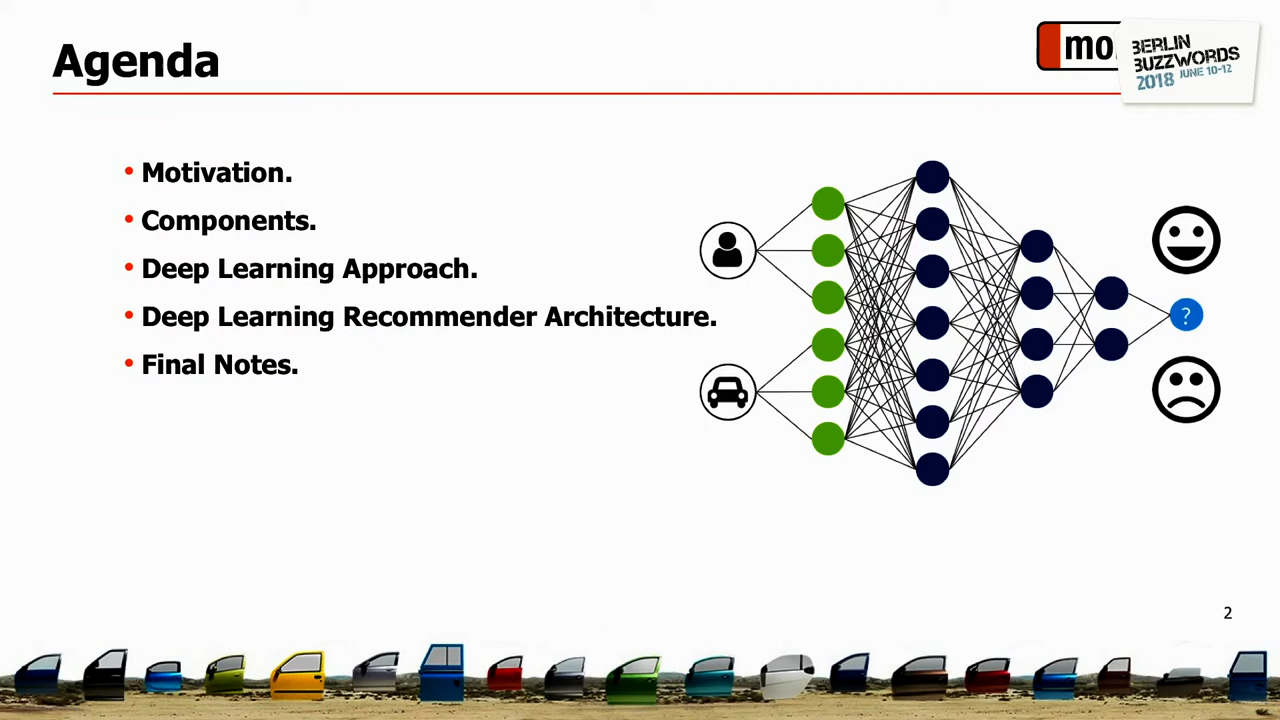 Agenda
BERLIN
BUZZWORDS
2018 JUNE 10-12
• Motivation.
• Components.
• Deep Learning Approach.
• Deep Learning Recommender Architecture.
• Final Notes.
?
2